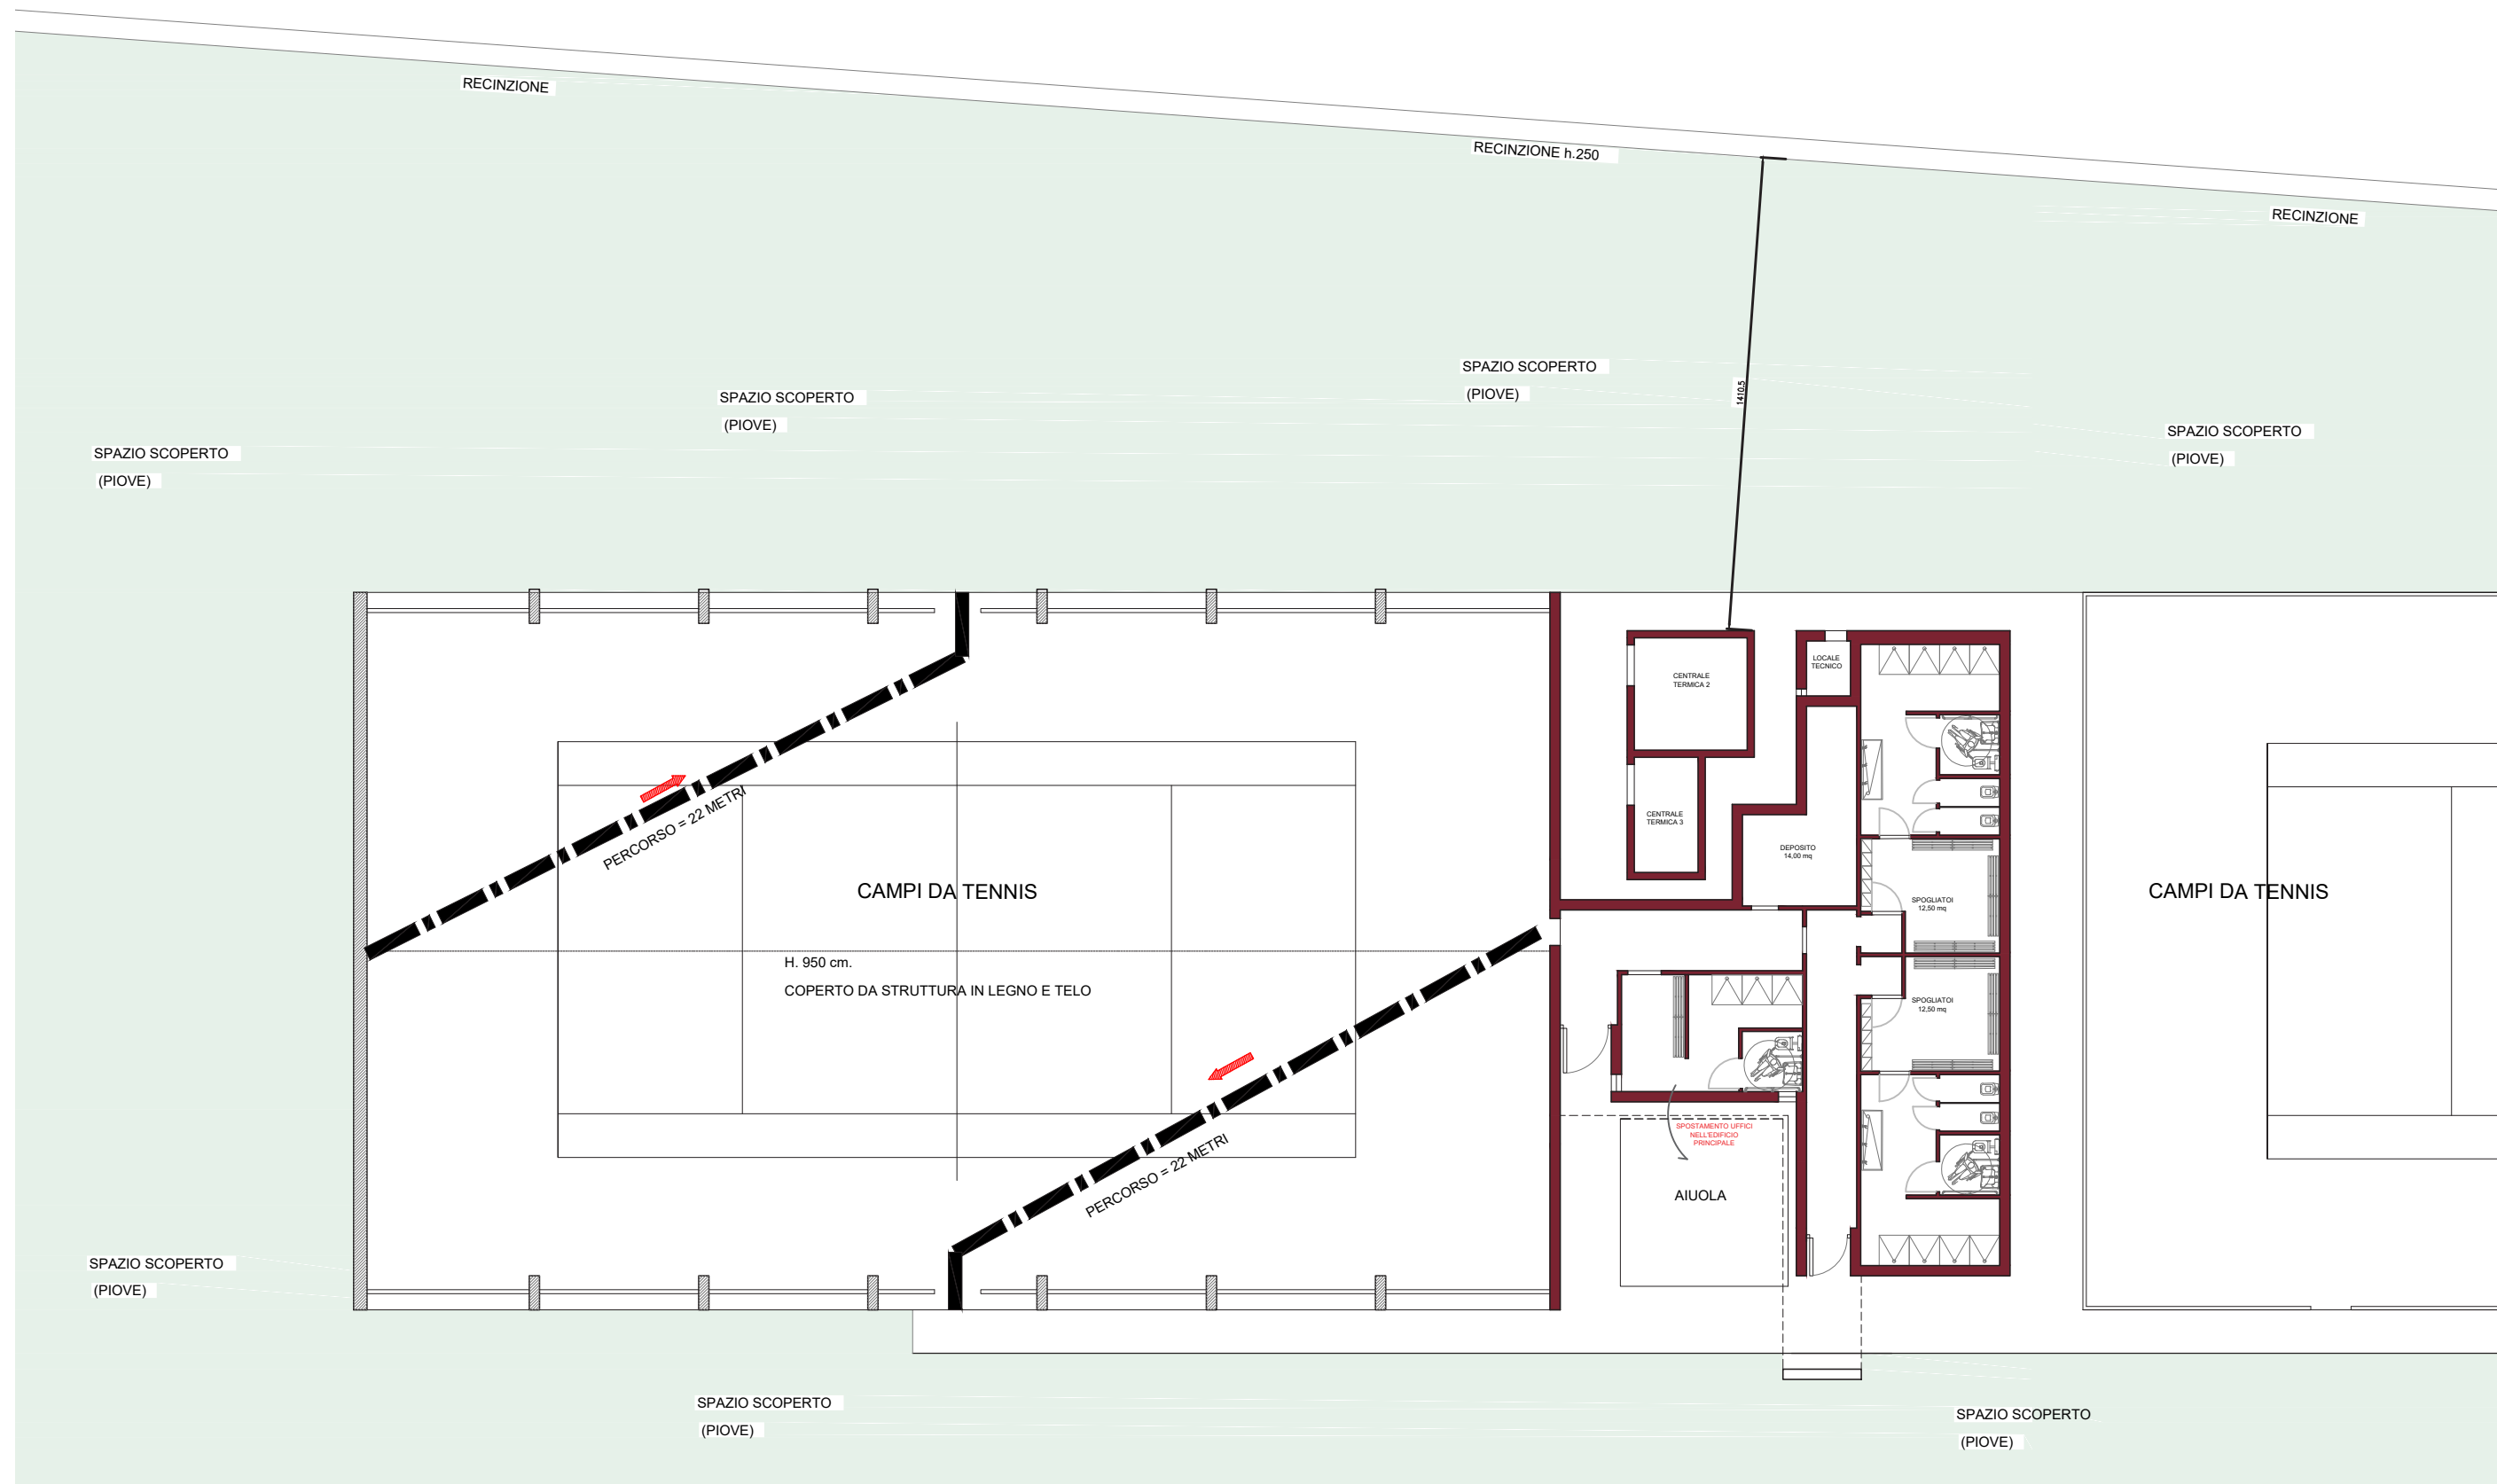 RECINZIONE
RECINZIONE h.250
RECINZIONE
SPAZIO SCOPERTO
(PIOVE)
SPAZIO SCOPERTO
(PIOVE)
1410.5
SPAZIO SCOPERTO
(PIOVE)
SPAZIO SCOPERTO
(PIOVE)
LOCALE
TECNICO
CENTRALE
TERMICA 2
CENTRALE
TERMICA 3
DEPOSITO
14,00 mq
PERCORSO = 22 METRI
CAMPI DA TENNIS
H. 950 cm.
COPERTO DA STRUTTURA IN LEGNO E TELO
SPOGLIATOI
12,50 mq
SPOGLIATOI
12,50 mq
CAMPI DA TENNIS
PERCORSO = 22 METRI
SPOSTAMENTO UFFICI
NELL'EDIFICIO
PRINCIPALE
AIUOLA
SPAZIO SCOPERTO
(PIOVE)
SPAZIO SCOPERTO
(PIOVE)
SPAZIO SCOPERTO
(PIOVE)